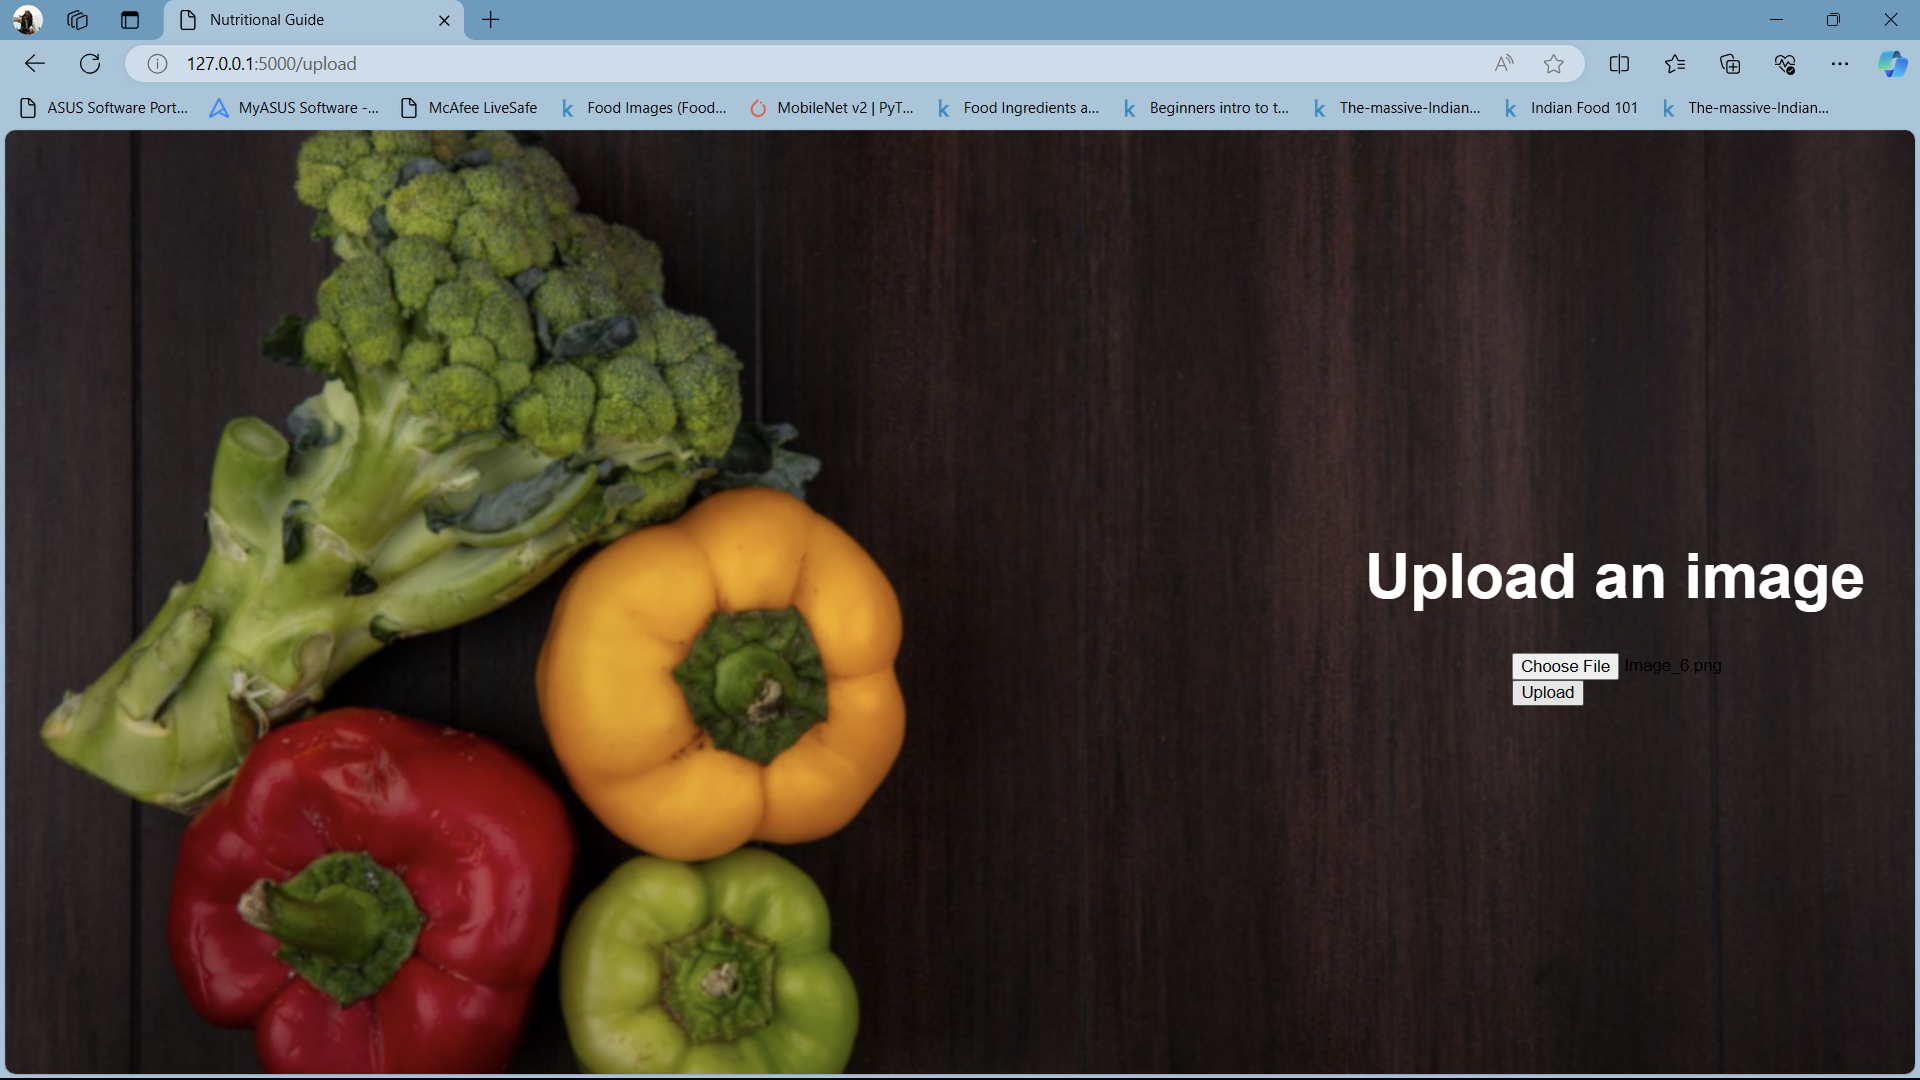 Nutritional Guide
127.0.0.1:5000/upload
ASUS Software Port... MyASUS Software -... McAfee LiveSafe Food Images (Food... MobileNet v2 | PyT... Food Ingredients a... Beginners intro to t... The-massive-Indian... Indian Food 101 The-massive-Indian...
Upload an image
Choose File Image_6.png
Upload